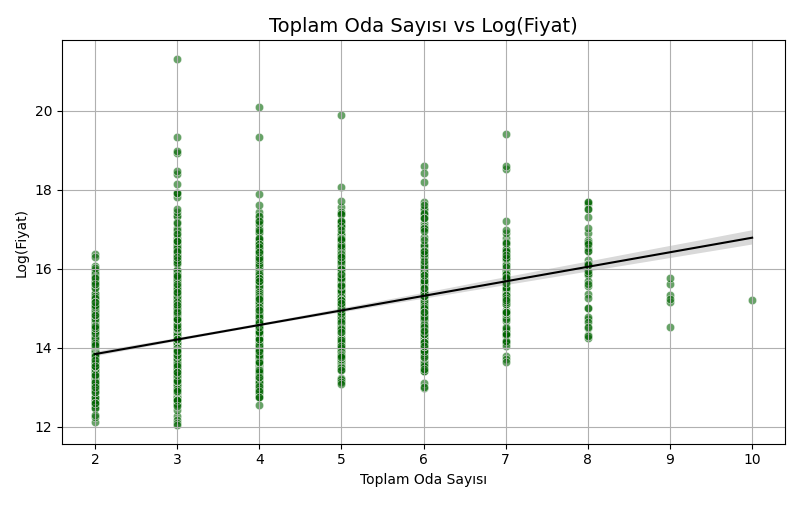 Toplam Oda Sayısı vs Log(Fiyat)
Log(Fiyat)
20
18
16
14
12
2 3 4 5 6 7 8 9 10
Toplam Oda Sayısı